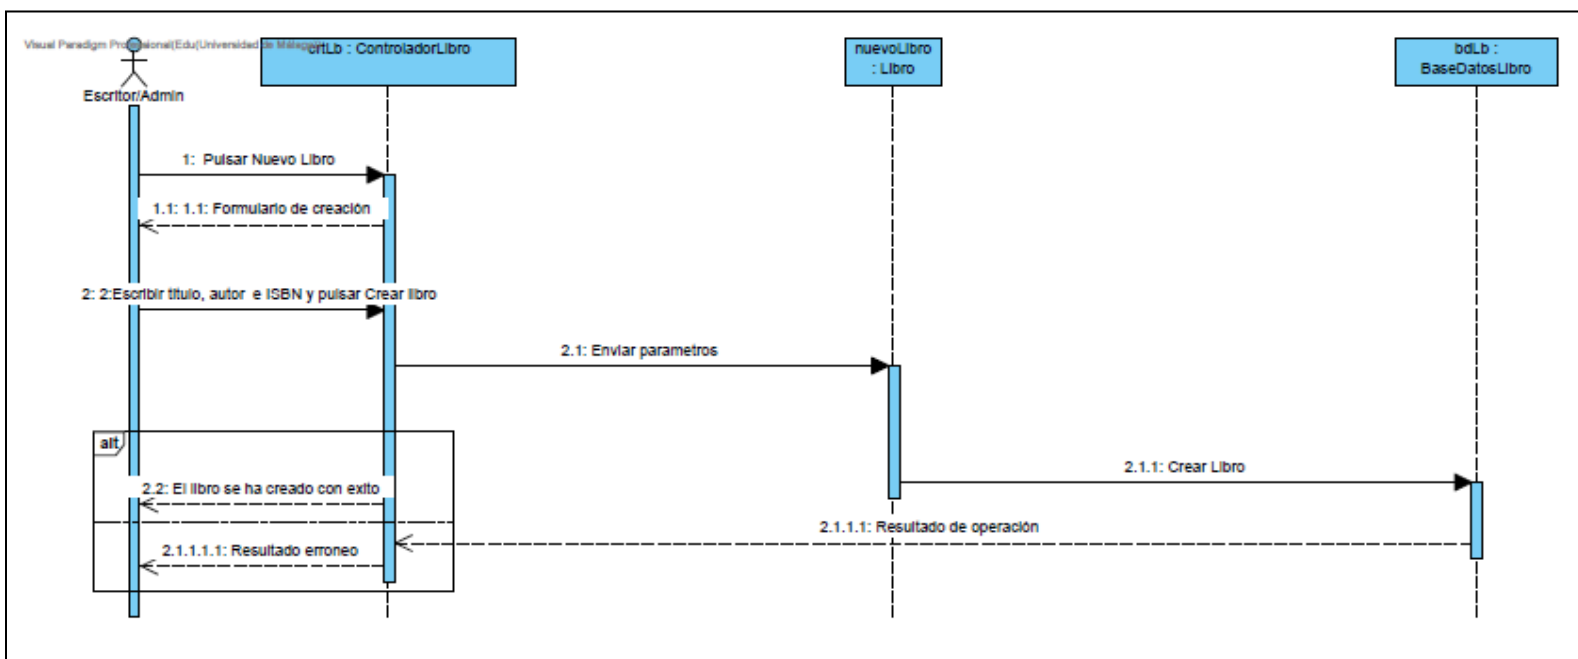 Visual Paradigm Professional(Edu(Universidad de Málaga))
crtLb : ControladorLibro
nuevoLibro
: Libro
bdLb :
BaseDatosLibro
Escritor/Admin
1: Pulsar Nuevo Libro
1.1: 1.1: Formulario de creación
2: 2:Escribir titulo, autor e ISBN y pulsar Crear libro
2.1: Enviar parametros
alt
2.1.1: Crear Libro
2.2: El libro se ha creado con exito
2.1.1.1: Resultado de operación
2.1.1.1.1: Resultado erroneo